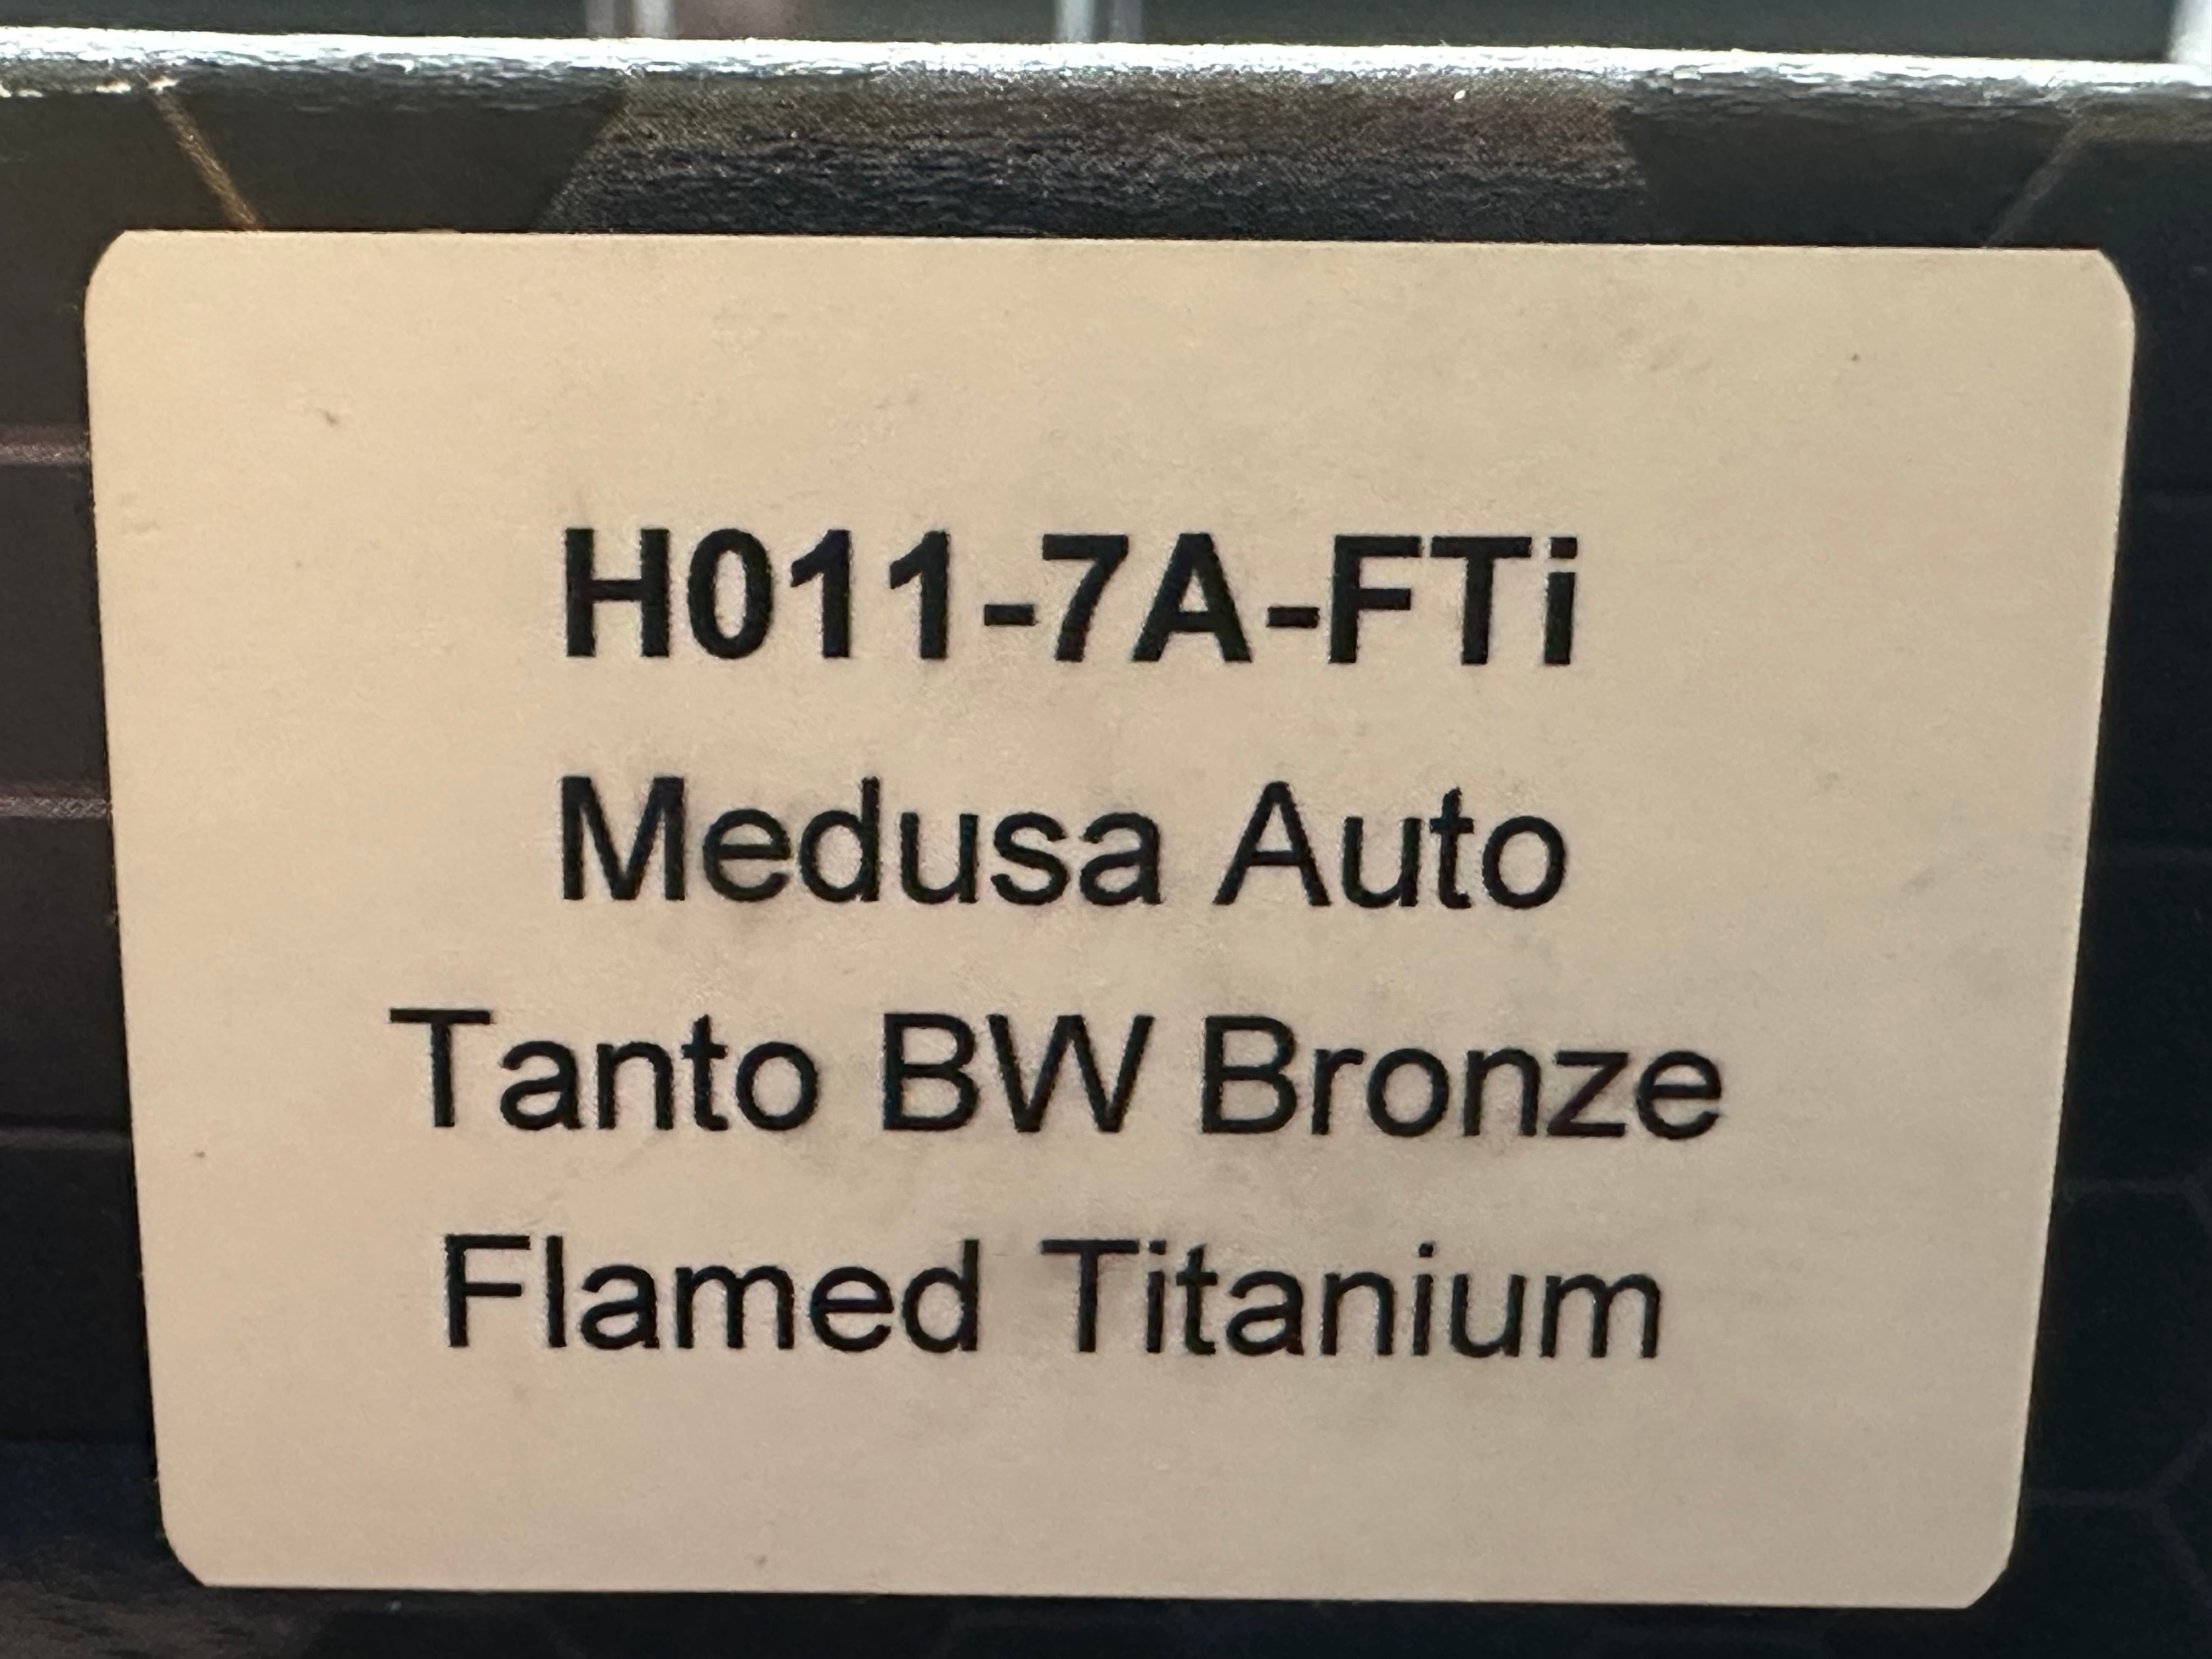 H011-7A-FTi
Medusa Auto
Tanto BW Bronze
Flamed Titanium